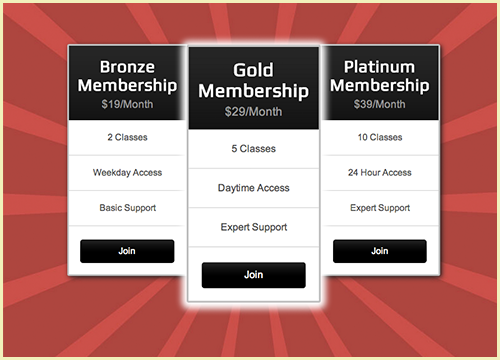 Bronze
Membership
$19/Month
2 Classes
Weekday Access
Basic Support
Join
Gold
Membership
$29/Month
5 Classes
Daytime Access
Expert Support
Join
Platinum
Membership
$39/Month
10 Classes
24 Hour Access
Expert Support
Join